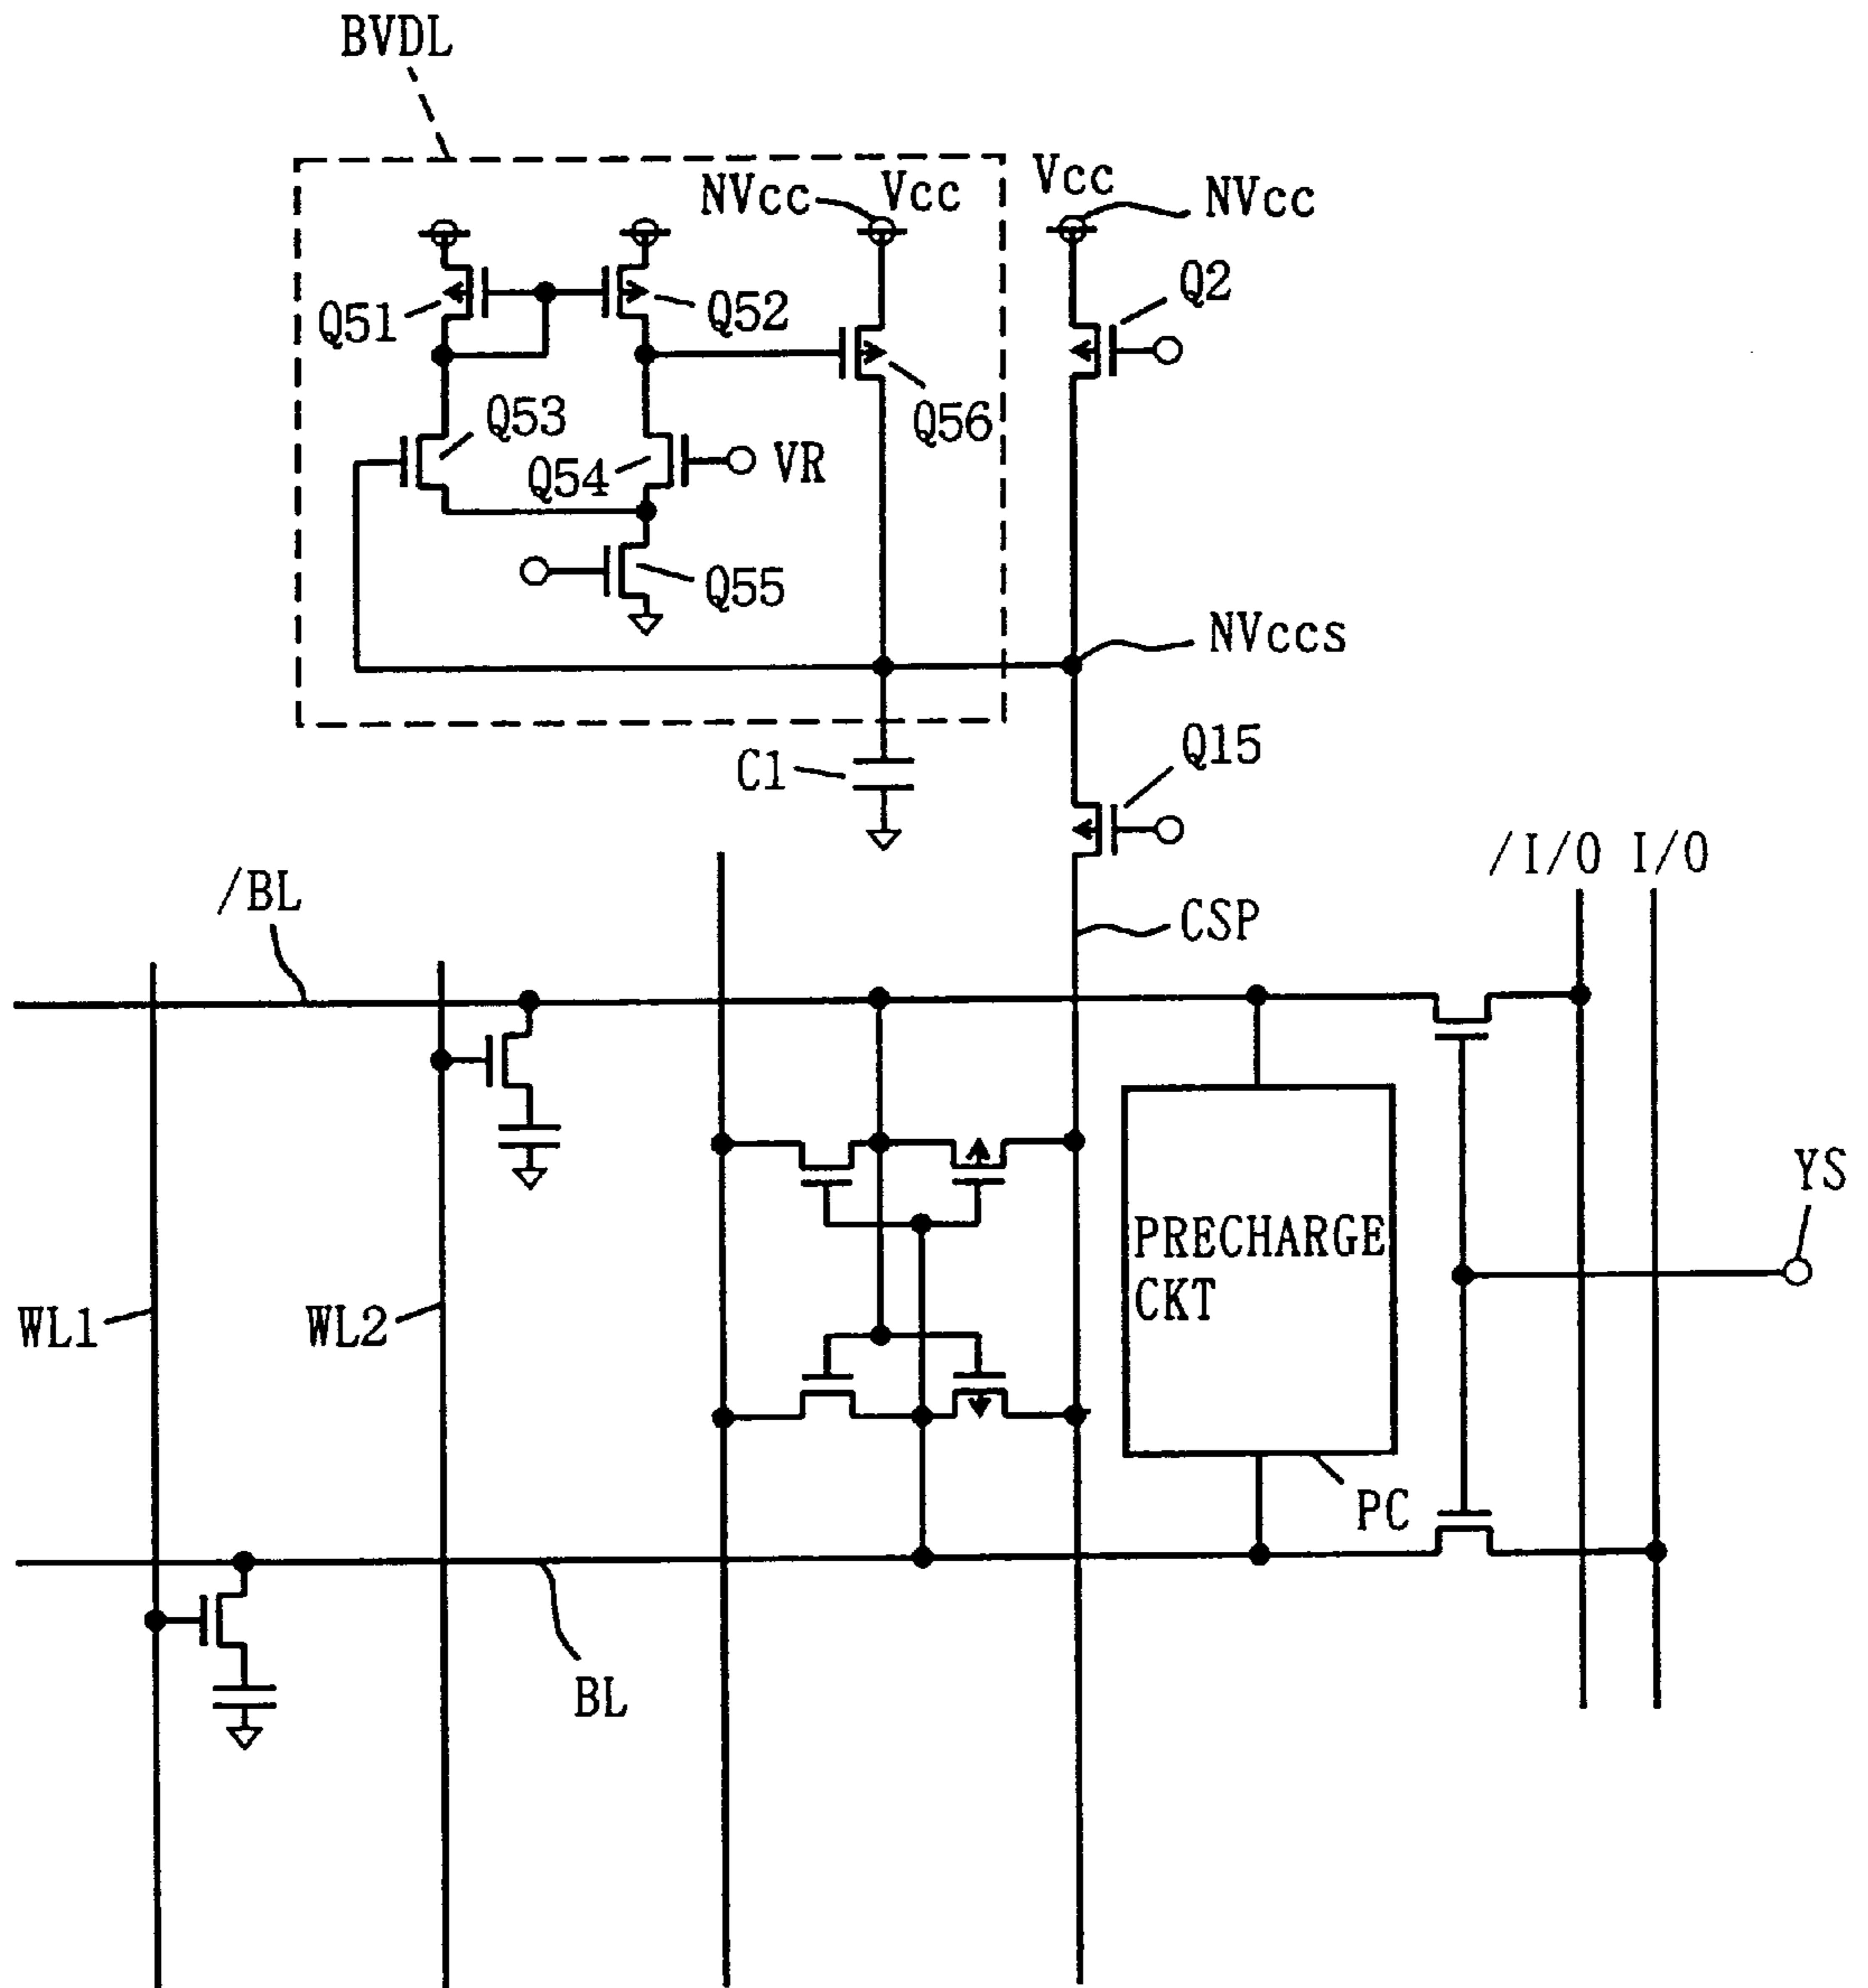 BVDL
NVcc Vcc
Vcc NVcc
Q51
Q52
Q2
Q53
Q54
VR
Q56
Q55
NVccs
C1
Q15
/BL
/I/O I/O
CSP
WL1
WL2
PRECHARGE
CKT
YS
PC
BL